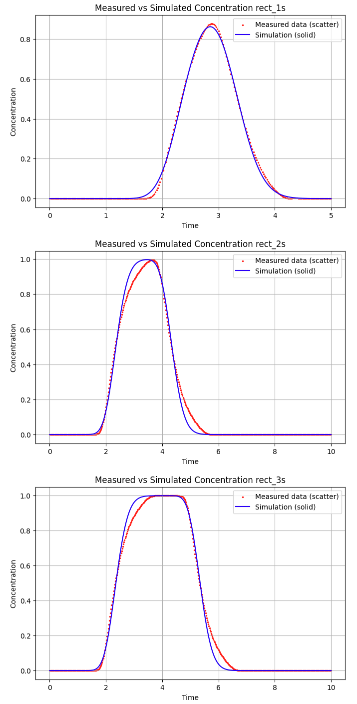 Measured vs Simulated Concentration rect_1s
Measured data (scatter)
Simulation (solid)
Concentration
0.8
0.6
0.4
0.2
0.0
0 1 2 3 4 5
Time
Measured vs Simulated Concentration rect_2s
Measured data (scatter)
Simulation (solid)
Concentration
1.0
0.8
0.6
0.4
0.2
0.0
0 2 4 6 8 10
Time
Measured vs Simulated Concentration rect_3s
Measured data (scatter)
Simulation (solid)
Concentration
1.0
0.8
0.6
0.4
0.2
0.0
0 2 4 6 8 10
Time